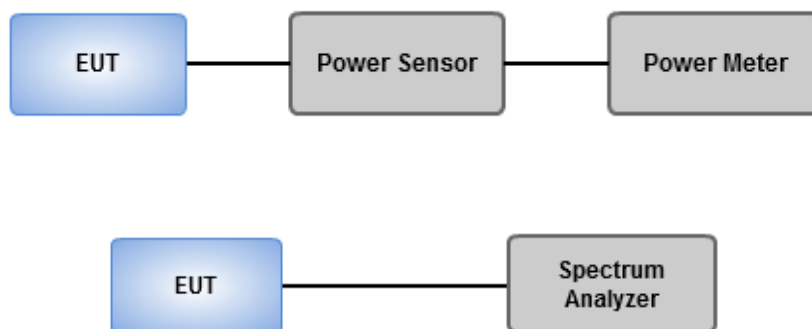 EUT
Power Sensor
Power Meter
EUT
Spectrum
Analyzer